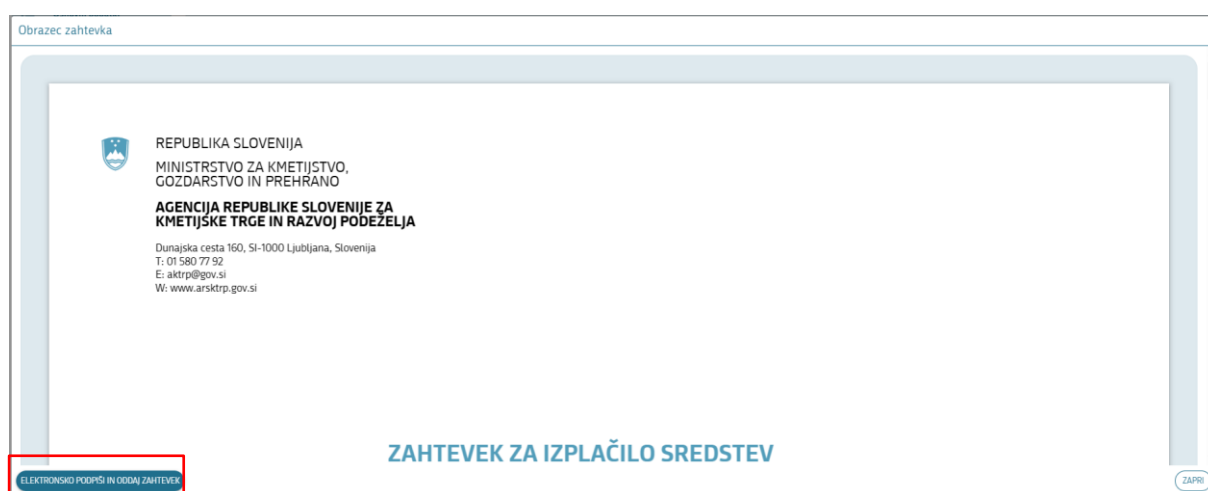 Obrazec zahtevka
REPUBLIKA SLOVENIJA
MINISTRSTVO ZA KMETIJSTVO,
GOZDARSTVO IN PREHRANO
AGENCIJA REPUBLIKE SLOVENIJE ZA
KMETIJSKE TRGE IN RAZVOJ PODEŽELJA
Dunajska cesta 160, SI-1000 Ljubljana, Slovenija
T: 01 580 77 92
E: aktrp@gov.si
W: www.arsktrp.gov.si
ZAHTEVEK ZA IZPLAČILO SREDSTEV
ELEKTRONSKO PODPIŠI IN ODDAJ ZAHTEVEK
ZAPRI